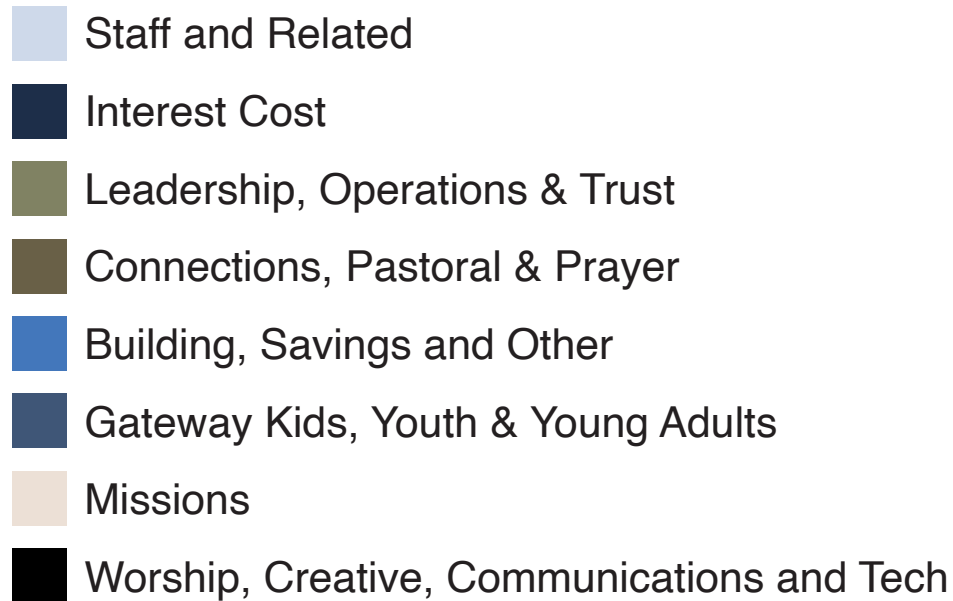 Staff and Related
Interest Cost
Leadership, Operations & Trust
Connections, Pastoral & Prayer
Building, Savings and Other
Gateway Kids, Youth & Young Adults
Missions
Worship, Creative, Communications and Tech